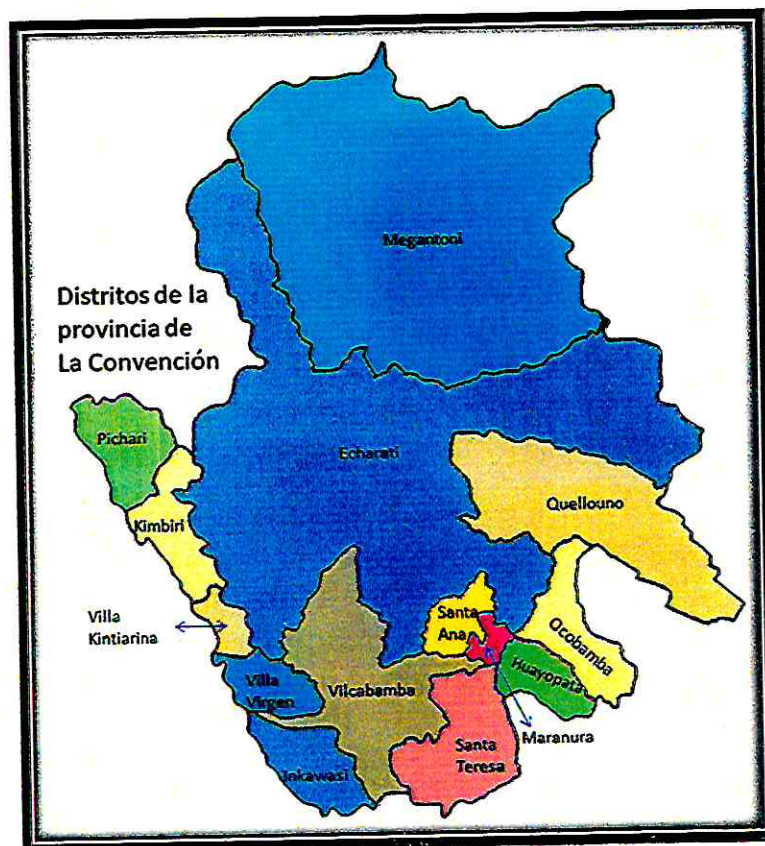 Megantoni
Distritos de la
provincia de
La Convención
Pichari
Echarati
Quellouno
Kimbiri
Villa
Kintiarina
Santa
Ana
Ocobamba
Huayopata
Villa
Virgen
Vilcabamba
Maranura
Santa
Teresa
Inkawasi